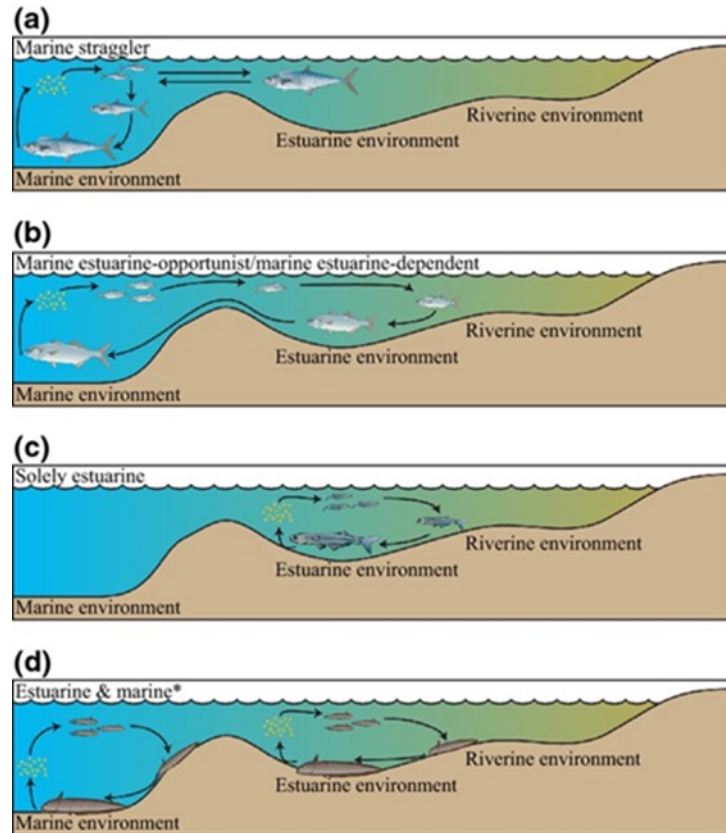 (a)
Marine straggler
Riverine environment
Estuarine environment
Marine environment
(b)
Marine estuarine-opportunist/marine estuarine-dependent
Riverine environment
Estuarine environment
Marine environment
(c)
Solely estuarine
Riverine environment
Estuarine environment
Marine environment
(d)
Estuarine & marine*
Riverine environment
Estuarine environment
Marine environment